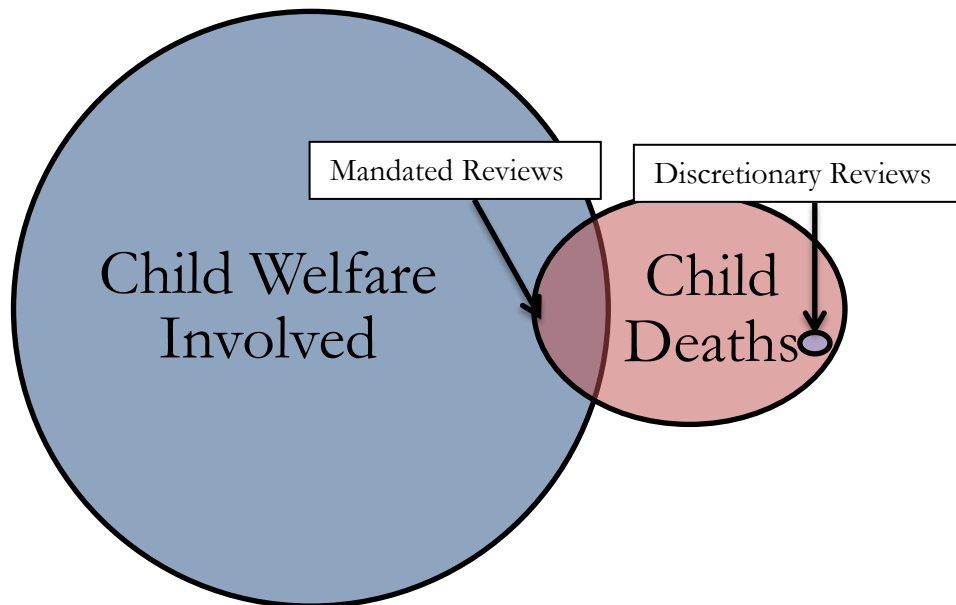 Mandated Reviews
Discretionary Reviews
Child Welfare
Involved
Child
Deaths